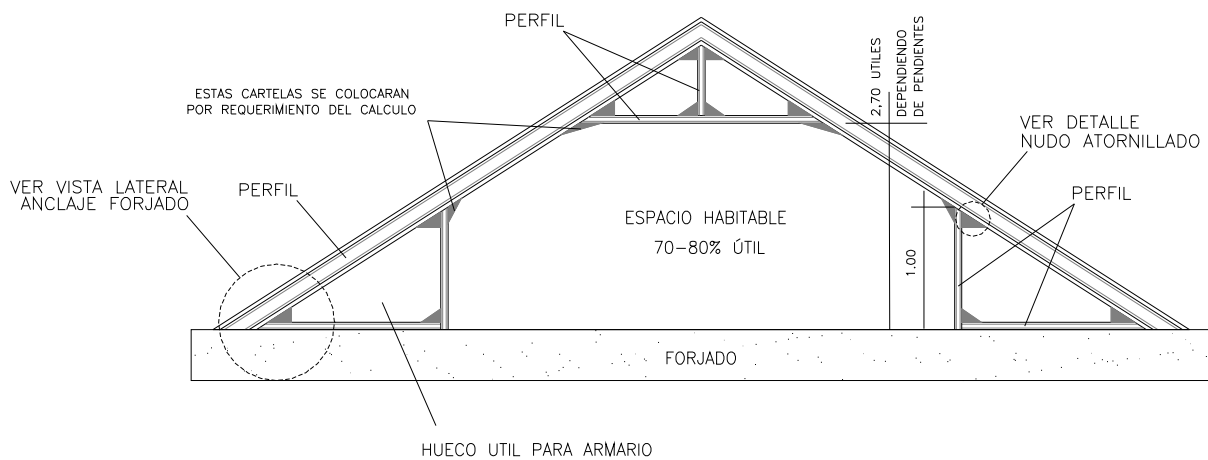 PERFIL
ESTAS CARTELAS SE COLOCARAN
POR REQUERIMIENTO DEL CALCULO
2,70 UTILES
DEPENDIENDO
DE PENDIENTES
VER DETALLE
NUDO ATORNILLADO
VER VISTA LATERAL
ANCLAJE FORJADO
PERFIL
PERFIL
ESPACIO HABITABLE
70-80% ÚTIL
1.00
FORJADO
HUECO UTIL PARA ARMARIO